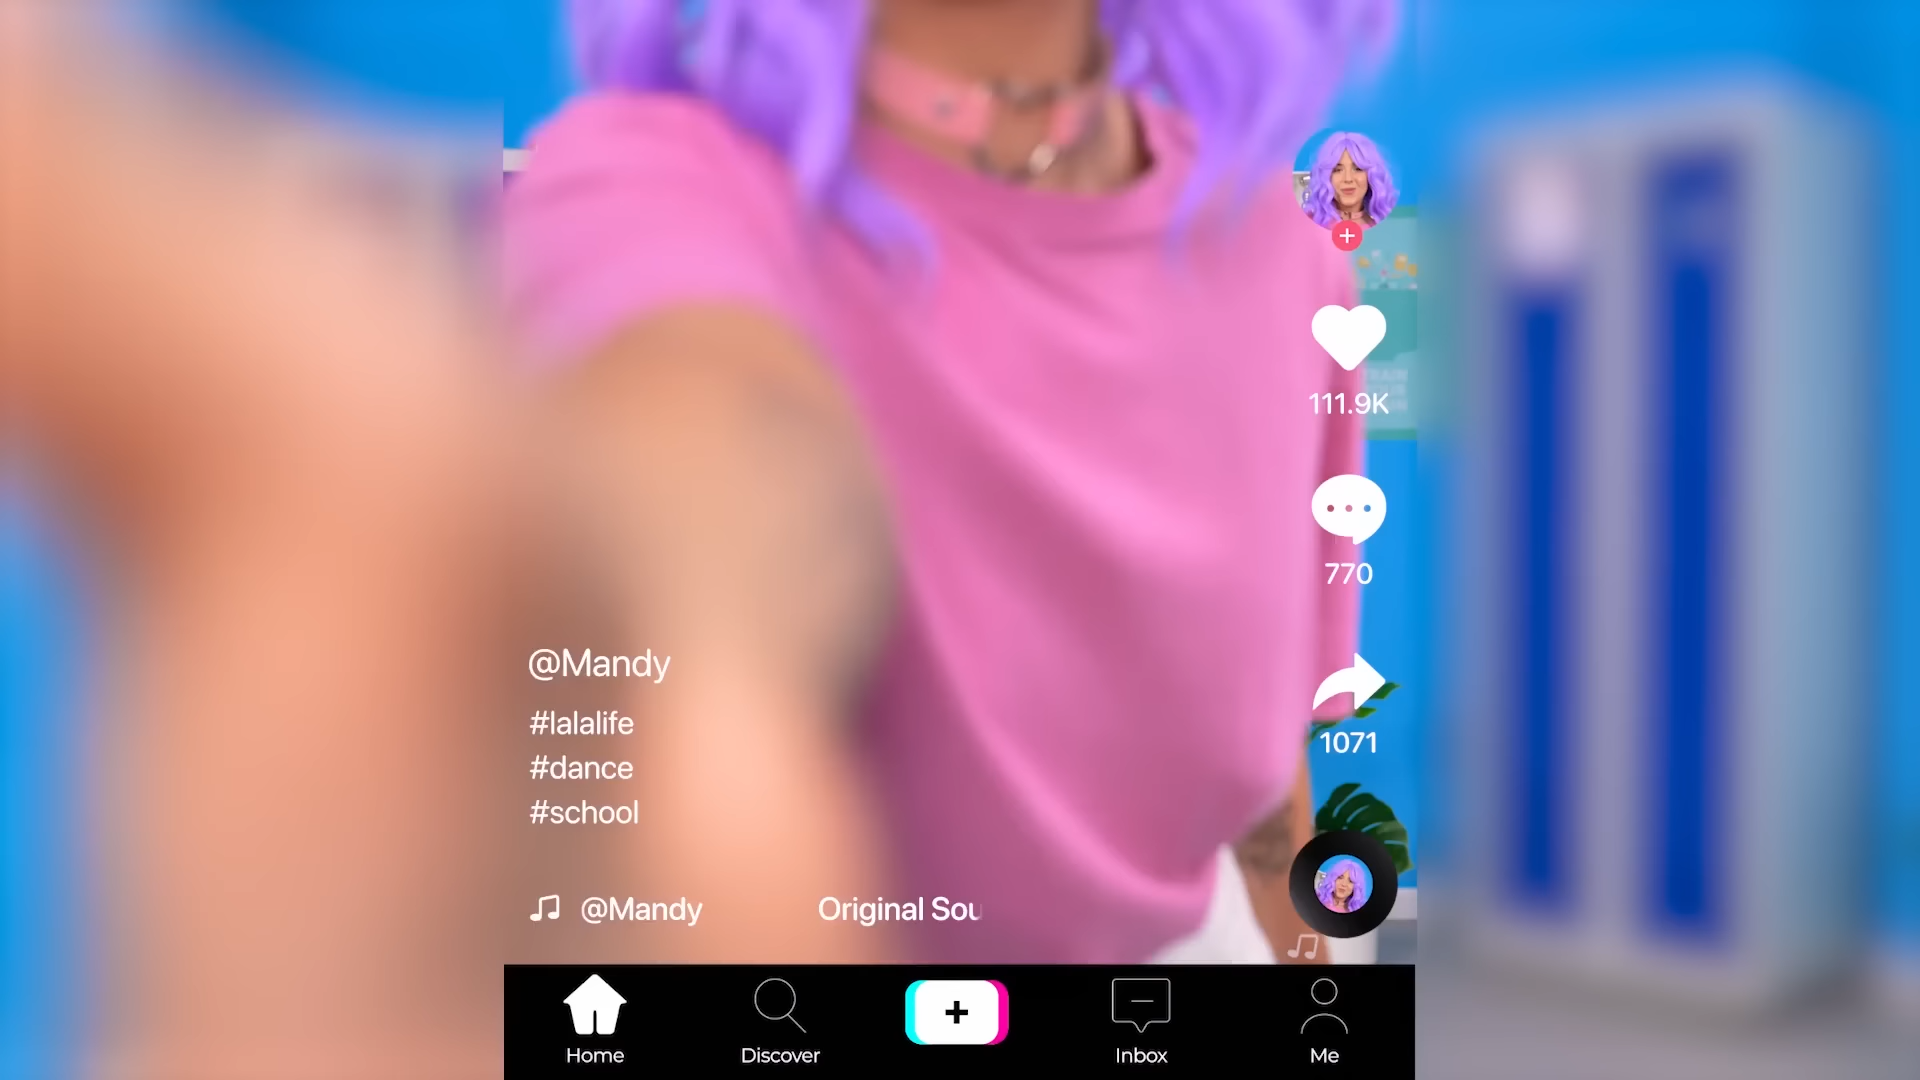 111.9K
770
1071
@Mandy
#lalalife
#dance
#school
@Mandy Original Sou
Home Discover Inbox Me